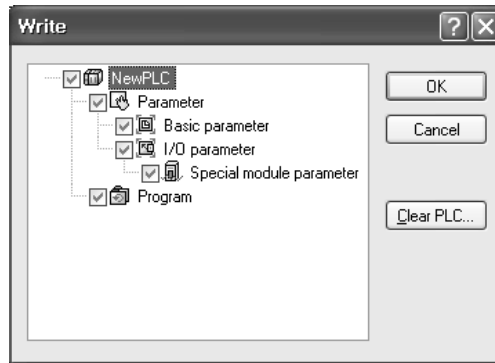 Write
NewPLC
Parameter
Basic parameter
I/O parameter
Special module parameter
Program
OK
Cancel
Clear PLC...